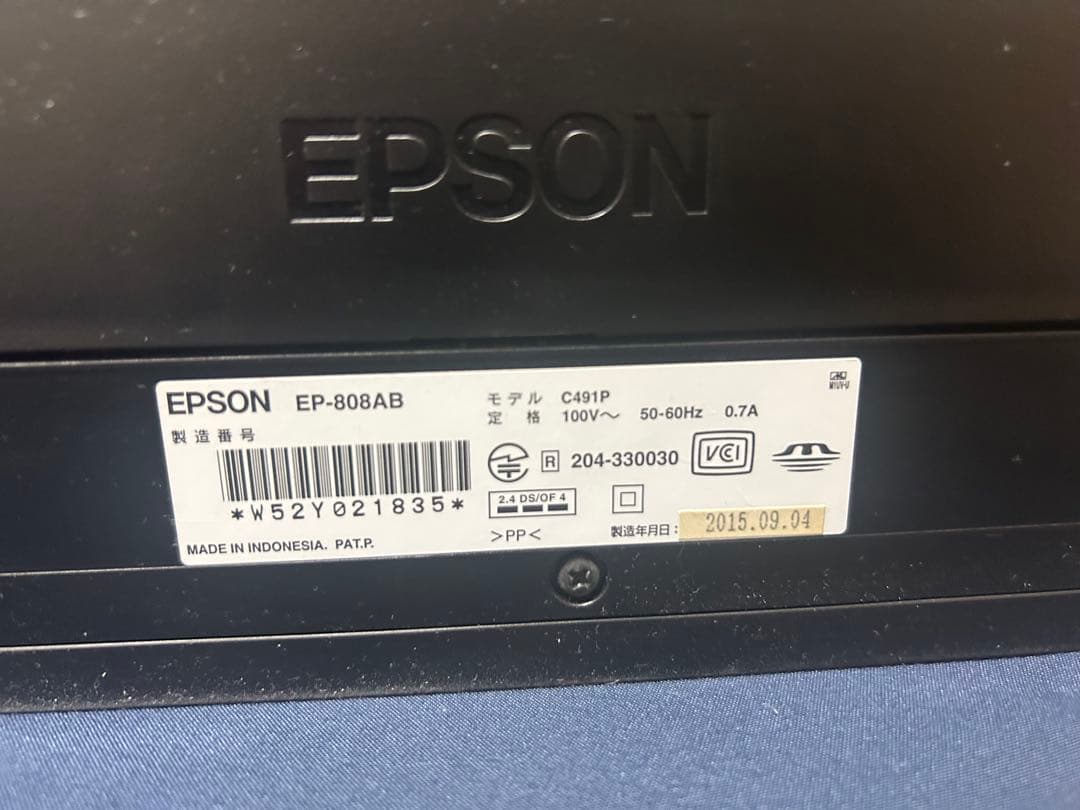 EPSON
EPSON EP-808AB
製造番号
*W52Y021835*
MADE IN INDONESIA. PAT.P.
モデル C491P
定格 100V～ 50-60Hz 0.7A
R 204-330030 VCI
2.4 DS/OF 4
>PP<
製造年月日: 2015.09.04